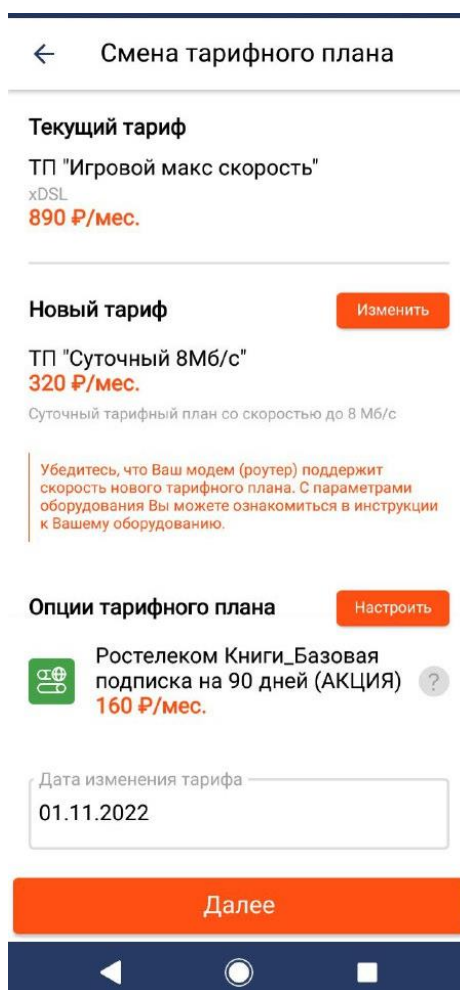 Смена тарифного плана
Текущий тариф
ТП "Игровой макс скорость"
xDSL
890 ₽/мес.
Новый тариф
Изменить
ТП "Суточный 8Мб/с"
320 ₽/мес.
Суточный тарифный план со скоростью до 8 Мб/с
Убедитесь, что Ваш модем (роутер) поддержит
скорость нового тарифного плана. С параметрами
оборудования Вы можете ознакомиться в инструкции
к Вашему оборудованию.
Опции тарифного плана
Настроить
Ростелеком Книги_Базовая
подписка на 90 дней (АКЦИЯ)
?
160 ₽/мес.
Дата изменения тарифа
01.11.2022
Далее